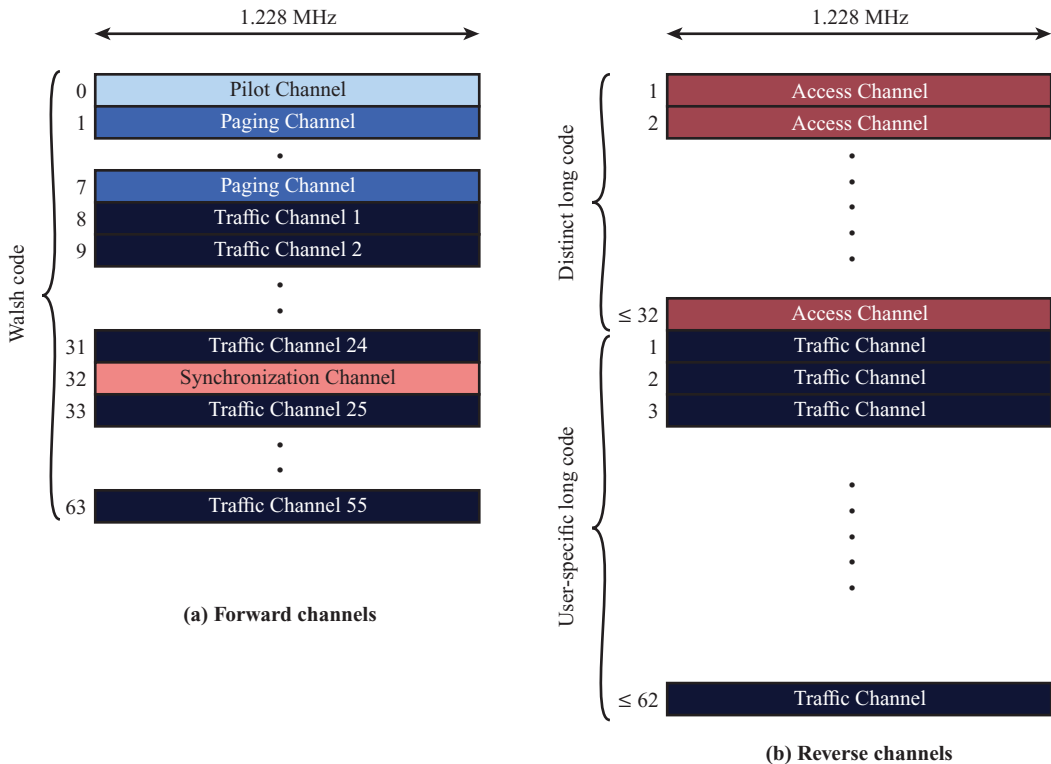 1.228 MHz
Walsh code
0 Pilot Channel
1 Paging Channel
7 Paging Channel
8 Traffic Channel 1
9 Traffic Channel 2
31 Traffic Channel 24
32 Synchronization Channel
33 Traffic Channel 25
63 Traffic Channel 55
(a) Forward channels
1.228 MHz
Distinct long code
1 Access Channel
2 Access Channel
≤ 32 Access Channel
User-specific long code
1 Traffic Channel
2 Traffic Channel
3 Traffic Channel
≤ 62 Traffic Channel
(b) Reverse channels